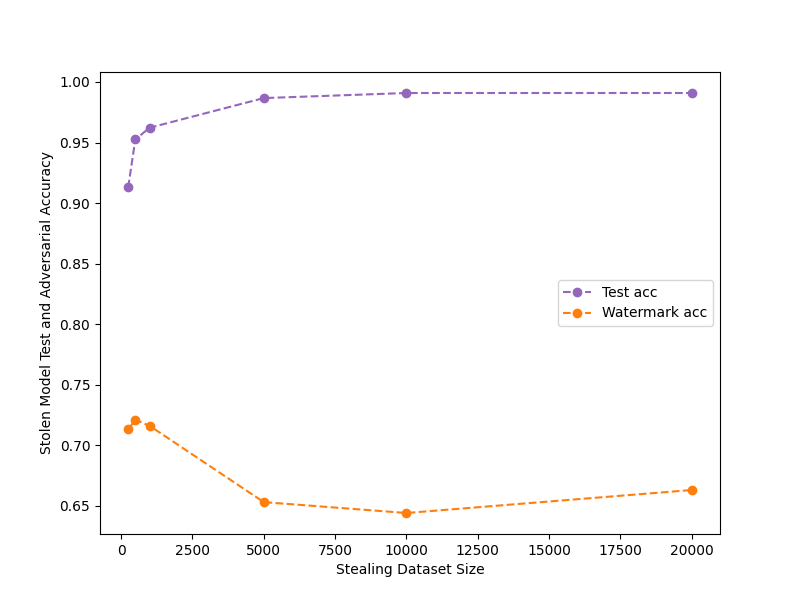 1.00
0.95
0.90
0.85
0.80
0.75
0.70
0.65
Stolen Model Test and Adversarial Accuracy
Test acc
Watermark acc
0 2500 5000 7500 10000 12500 15000 17500 20000
Stealing Dataset Size